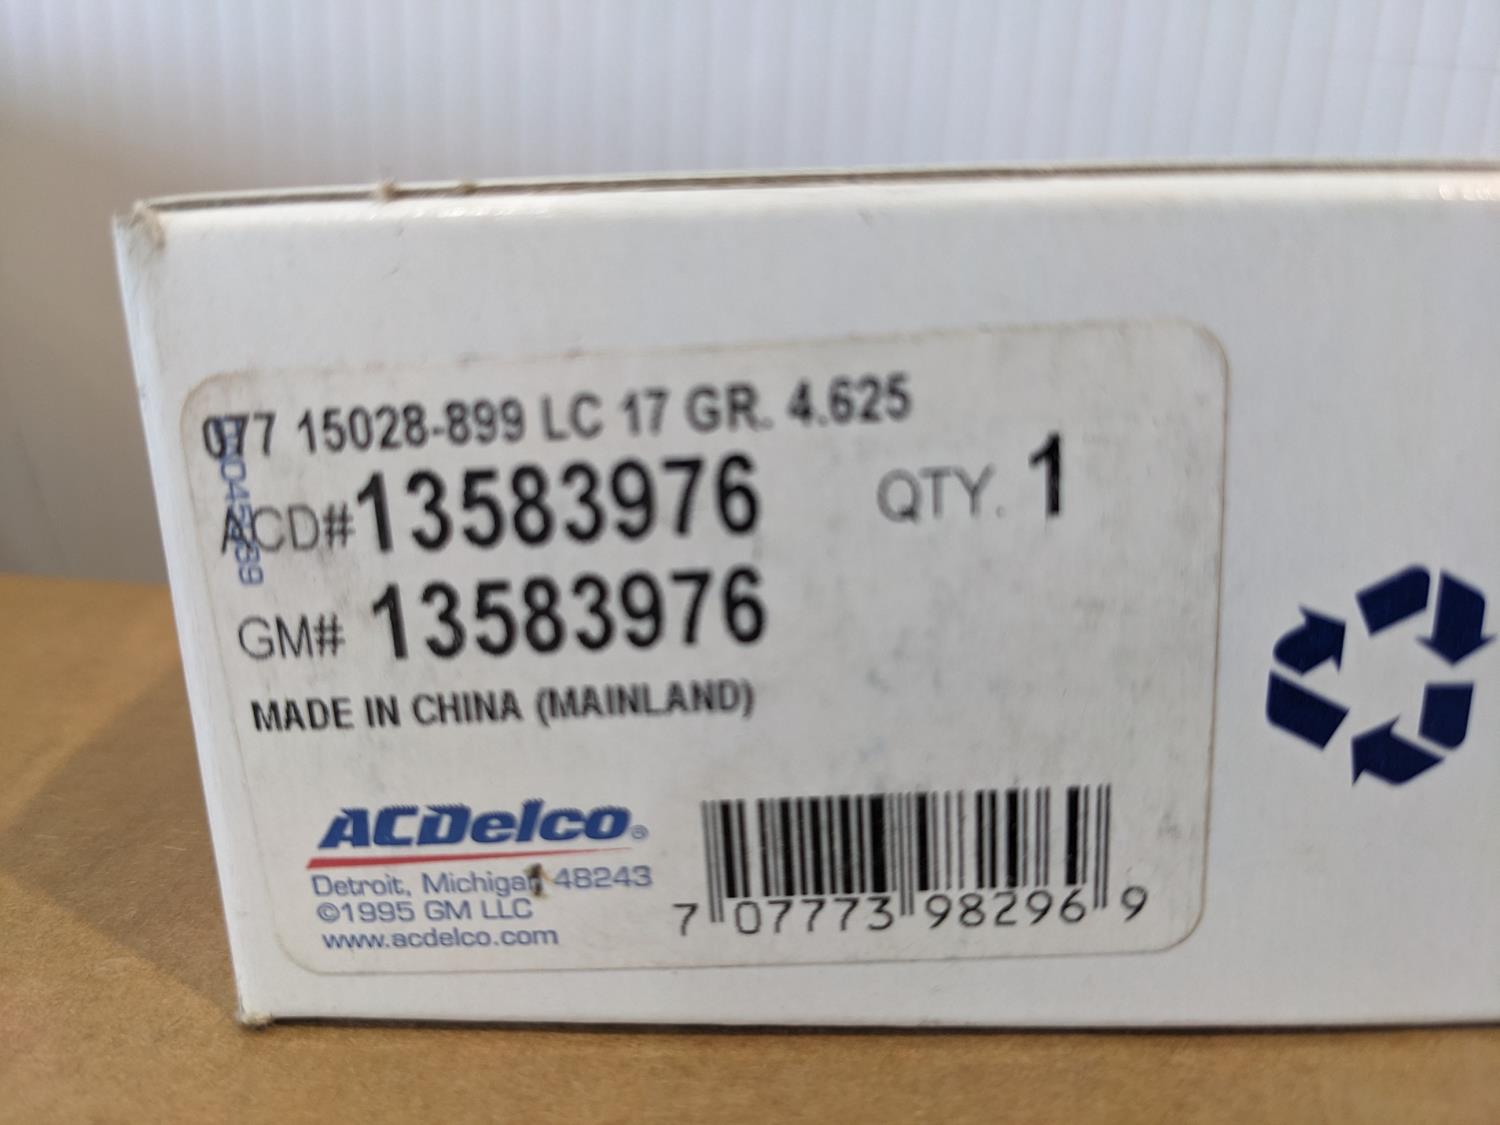 077 15028-899 LC 17 GR. 4.625
ACD# 13583976 QTY. 1
GM# 13583976
MADE IN CHINA (MAINLAND)
ACDelco®
Detroit, Michigan 48243
©1995 GM LLC
www.acdelco.com
7 07773 98296 9